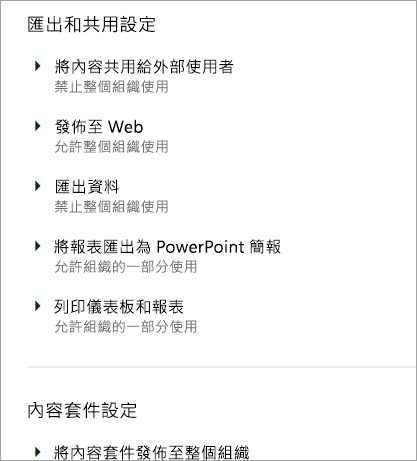 匯出和共用設定
將內容共用給外部使用者
禁止整個組織使用
發佈至 Web
允許整個組織使用
匯出資料
禁止整個組織使用
將報表匯出為 PowerPoint 簡報
允許組織的一部分使用
列印儀表板和報表
允許組織的一部分使用
內容套件設定
將內容套件發佈至整個組織